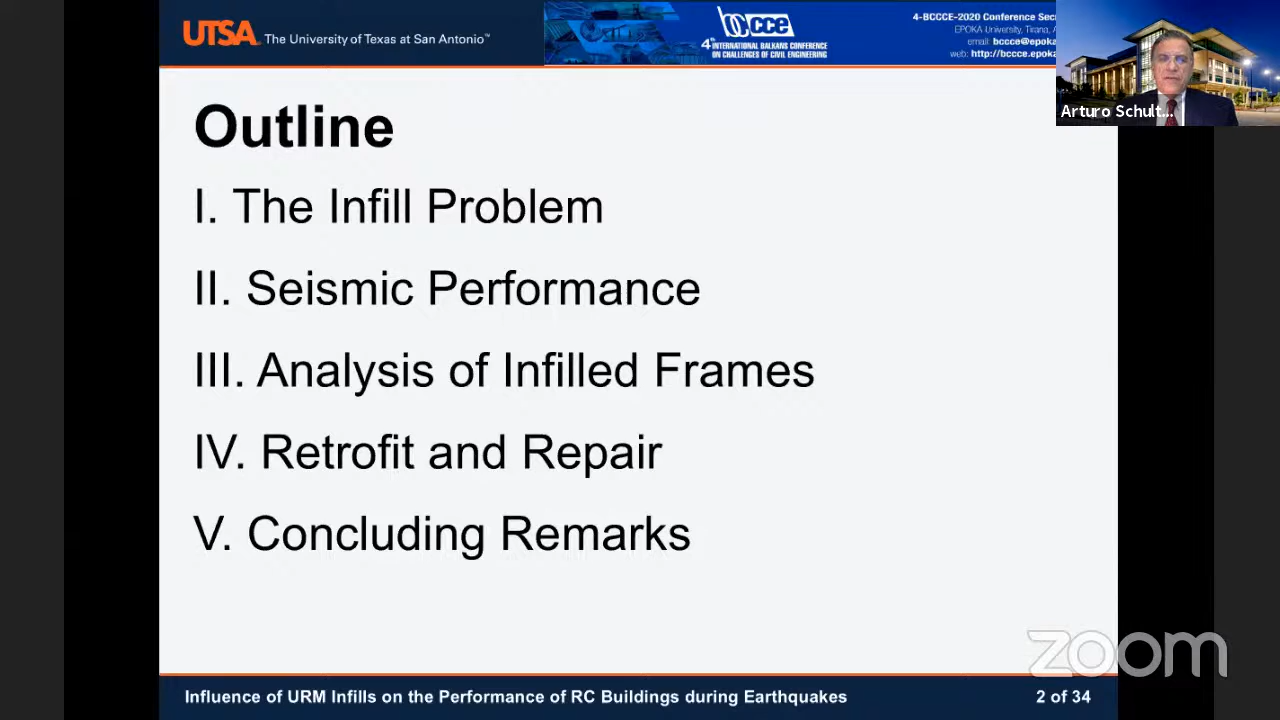 UTSA. The University of Texas at San Antonio™
bccce
4th INTERNATIONAL BALKANS CONFERENCE
ON CHALLENGES OF CIVIL ENGINEERING
4-BCCCE-2020 Conference Sec
EPOKA University, Tirana, A
email: bccce@epoka
web: http://bccce.epoka
Arturo Schult...
Outline
I. The Infill Problem
II. Seismic Performance
III. Analysis of Infilled Frames
IV. Retrofit and Repair
V. Concluding Remarks
zoom
Influence of URM Infills on the Performance of RC Buildings during Earthquakes
2 of 34